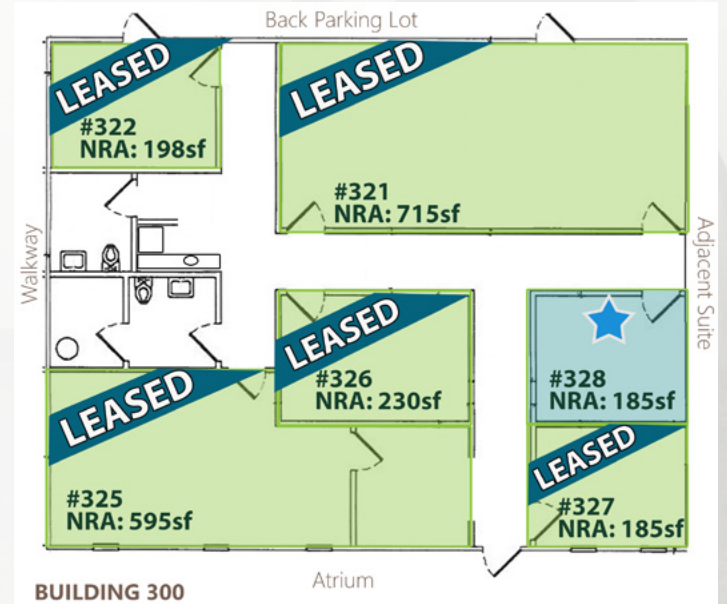 Back Parking Lot
LEASED
#322
NRA: 198sf
LEASED
#321
NRA: 715sf
Walkway
Adjacent Suite
LEASED
#326
NRA: 230sf
#328
NRA: 185sf
LEASED
#325
NRA: 595sf
LEASED
#327
NRA: 185sf
Atrium
BUILDING 300